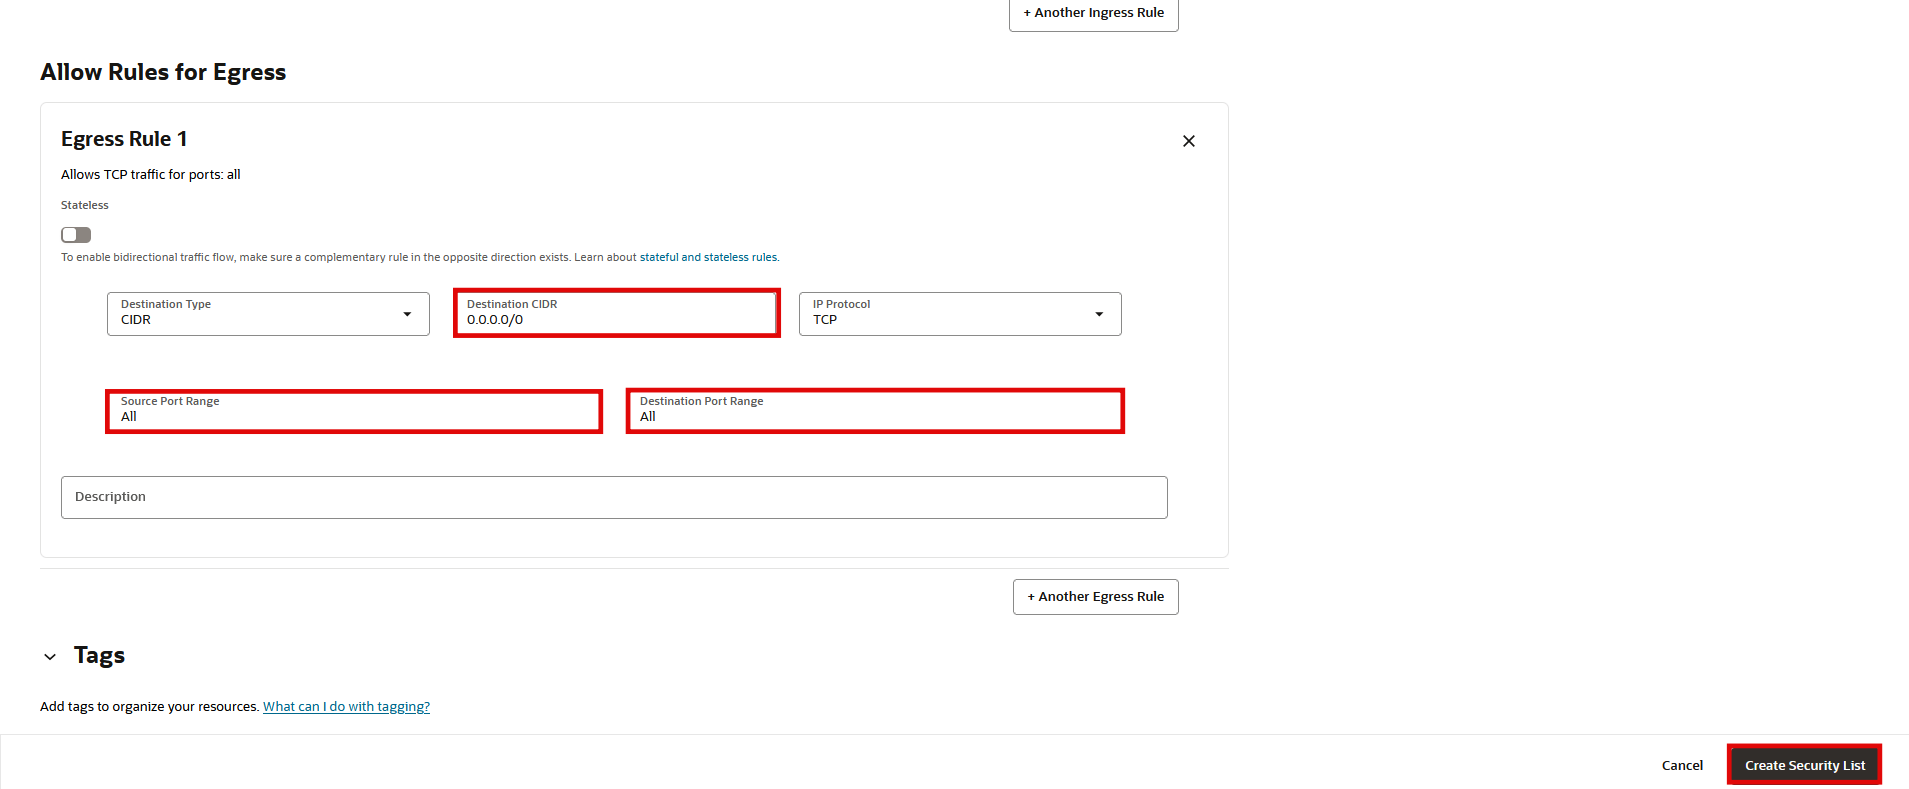 + Another Ingress Rule
Allow Rules for Egress
Egress Rule 1
Allows TCP traffic for ports: all
Stateless
To enable bidirectional traffic flow, make sure a complementary rule in the opposite direction exists. Learn about stateful and stateless rules.
Destination Type
CIDR
Destination CIDR
0.0.0.0/0
IP Protocol
TCP
Source Port Range
All
Destination Port Range
All
Description
+ Another Egress Rule
Tags
Add tags to organize your resources. What can I do with tagging?
Cancel
Create Security List